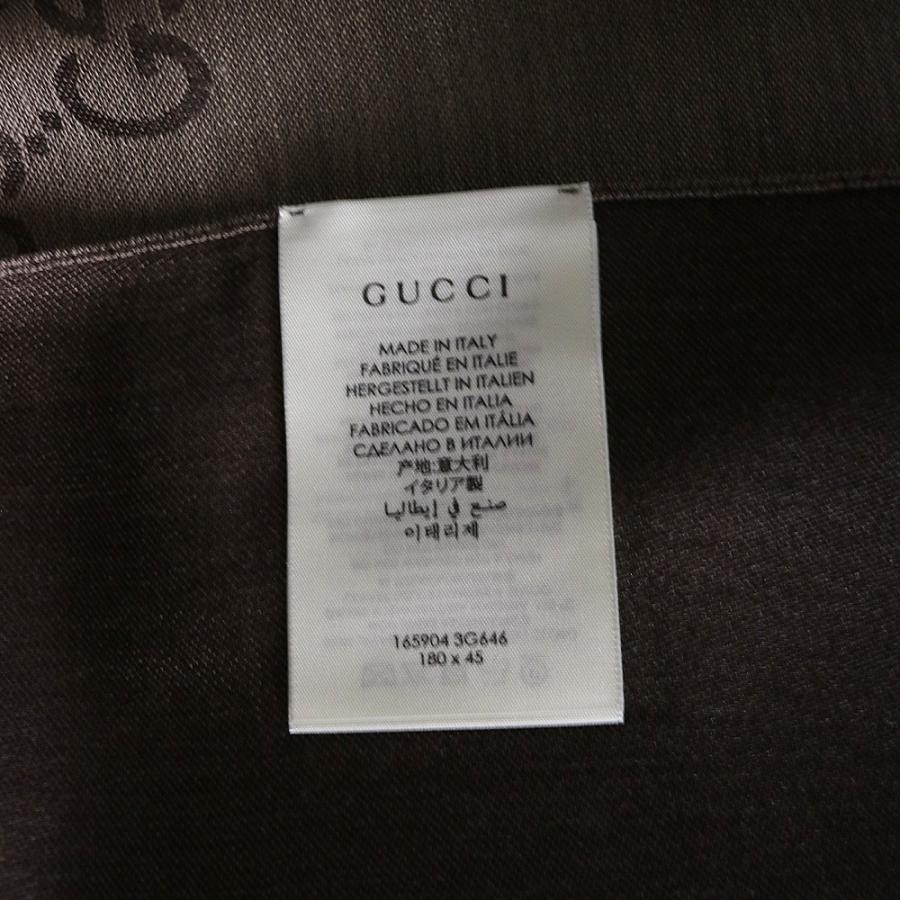 GUCCI
MADE IN ITALY
FABRIQUÉ EN ITALIE
HERGESTELLT IN ITALIEN
HECHO EN ITALIA
FABRICADO EM ITÁLIA
СДЕЛАНО В ИТАЛИИ
产地:意大利
イタリア製
صنع في إيطاليا
이태리제
165904 3G646
180 x 45